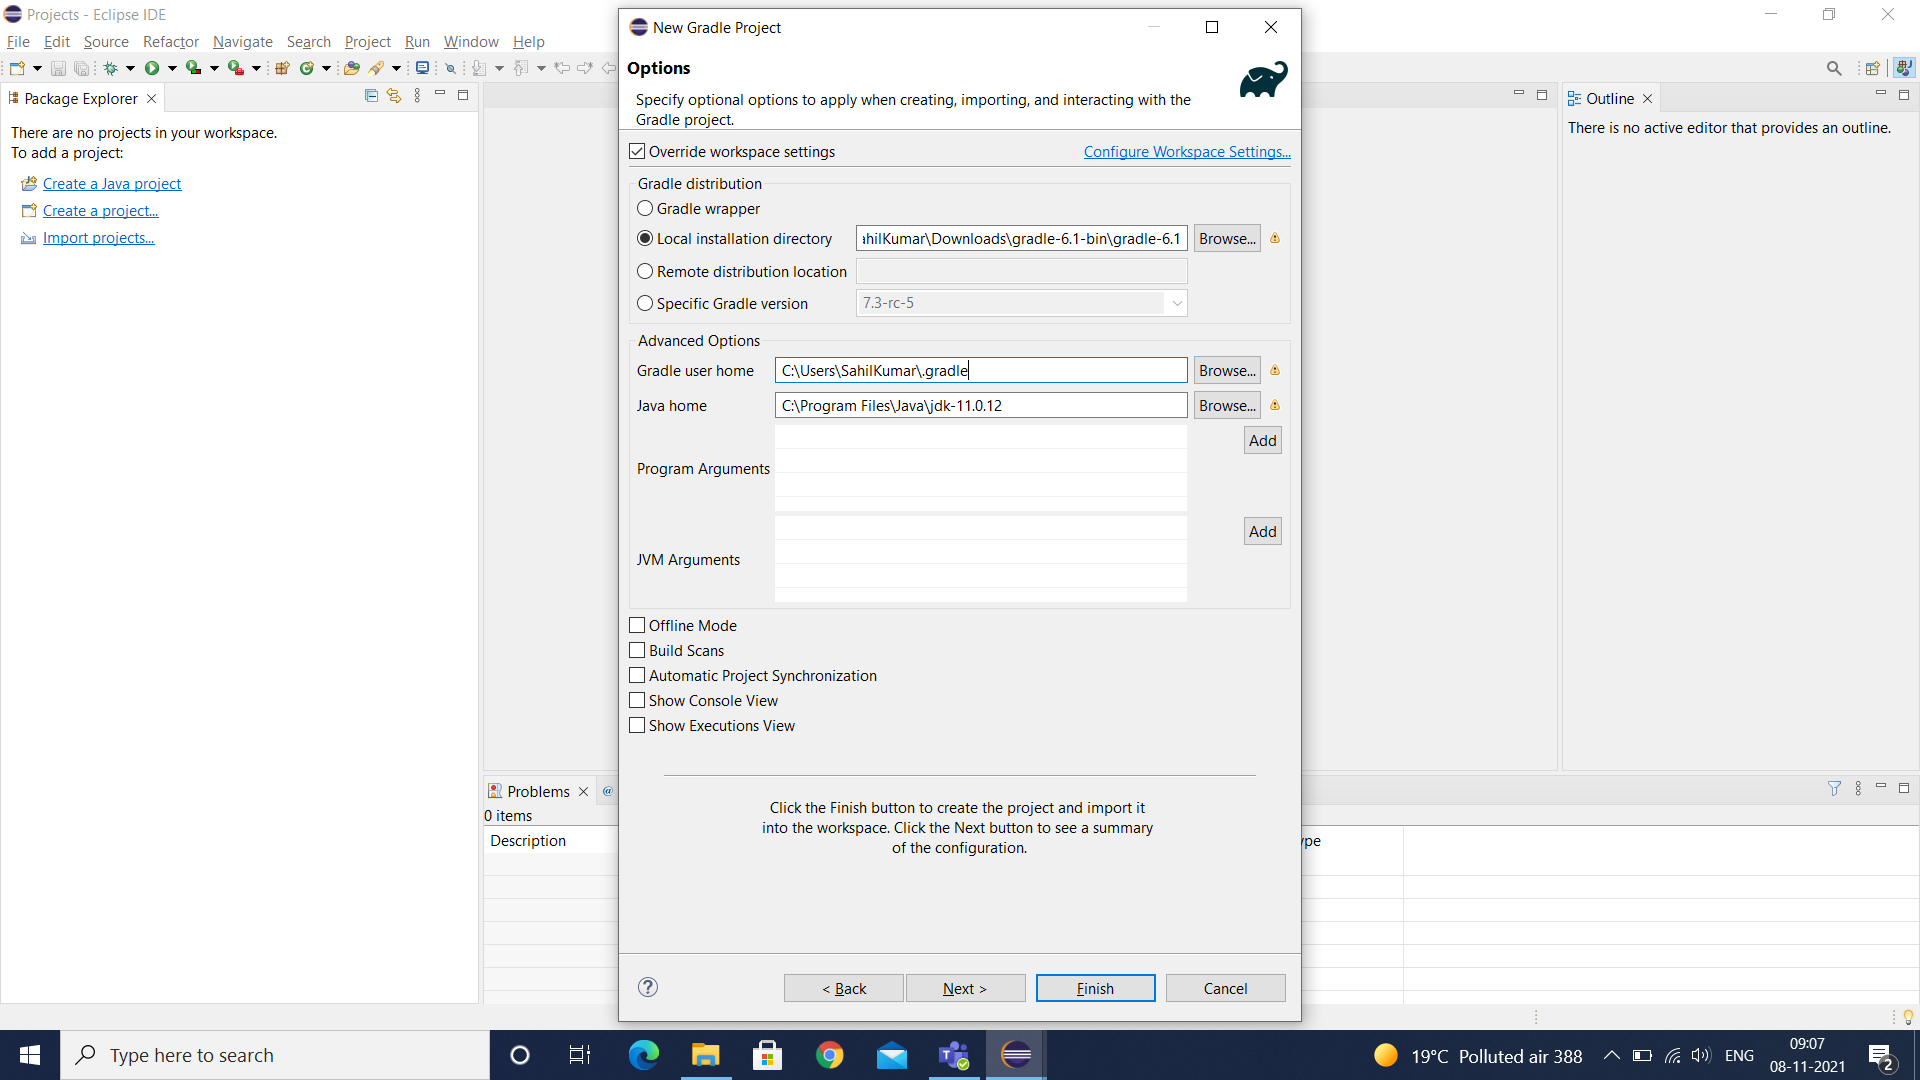 Projects - Eclipse IDE
File Edit Source Refactor Navigate Search Project Run Window Help
Package Explorer
There are no projects in your workspace.
To add a project:
Create a Java project
Create a project...
Import projects...
New Gradle Project
Options
Specify optional options to apply when creating, importing, and interacting with the
Gradle project.
Override workspace settings Configure Workspace Settings...
Gradle distribution
Gradle wrapper
Local installation directory ahilKumar\Downloads\gradle-6.1-bin\gradle-6.1 Browse...
Remote distribution location
Specific Gradle version 7.3-rc-5
Advanced Options
Gradle user home C:\Users\SahilKumar\.gradle Browse...
Java home C:\Program Files\Java\jdk-11.0.12 Browse...
Add
Program Arguments
Add
JVM Arguments
Offline Mode
Build Scans
Automatic Project Synchronization
Show Console View
Show Executions View
Click the Finish button to create the project and import it
into the workspace. Click the Next button to see a summary
of the configuration.
< Back Next > Finish Cancel
Outline
There is no active editor that provides an outline.
Problems @
0 items
Description ype
Type here to search
19°C Polluted air 388 ENG
09:07
08-11-2021
2